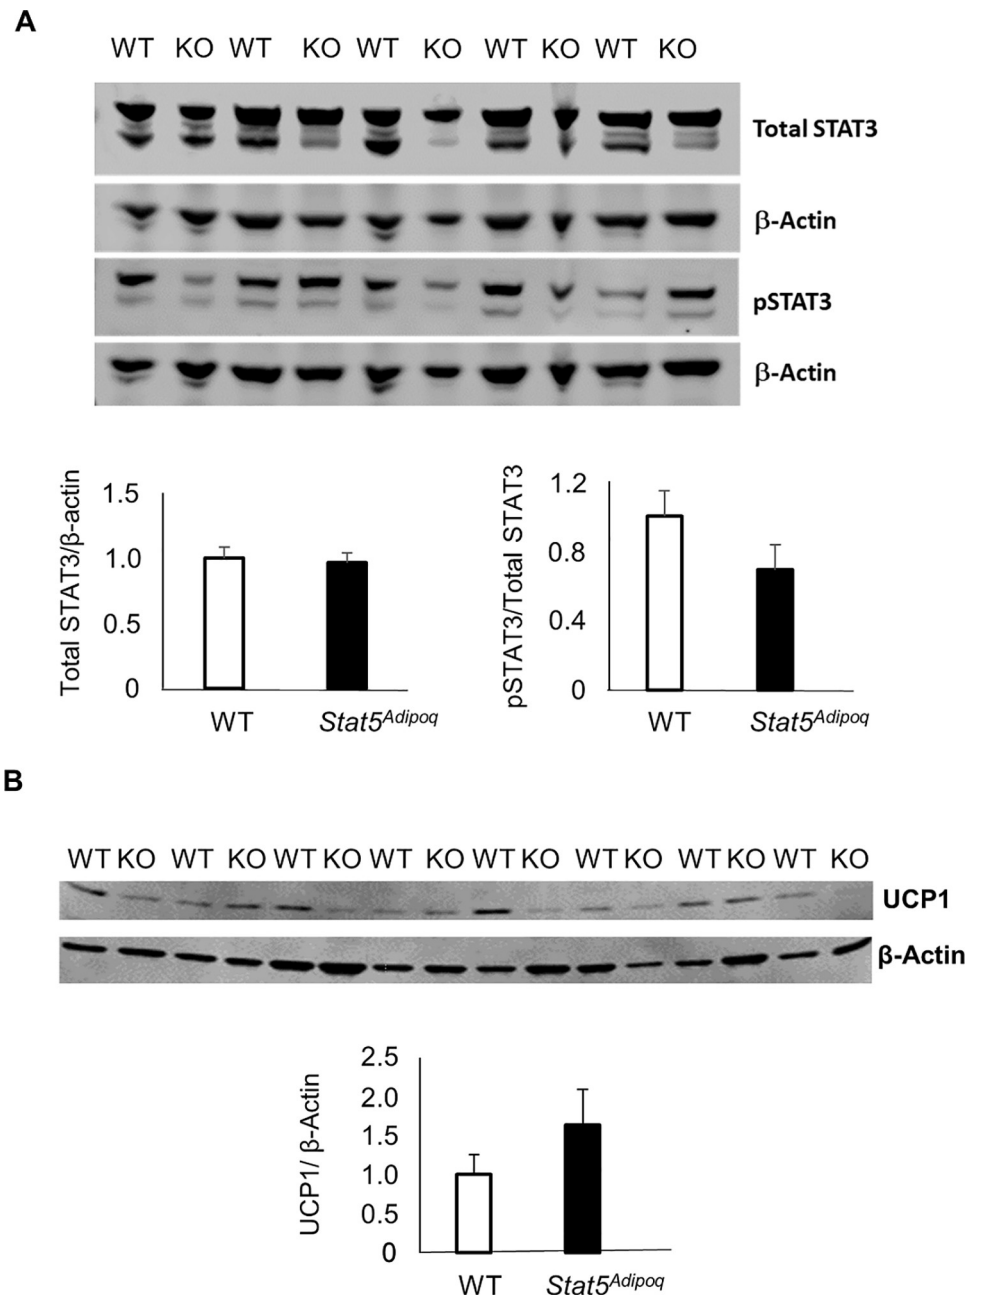 A
WT KO WT KO WT KO WT KO WT KO
Total STAT3
β-Actin
pSTAT3
β-Actin
Total STAT3/β-actin
1.5
1.0
0.5
0
WT Stat5Adipoq
pSTAT3/Total STAT3
1.2
0.8
0.4
0
WT Stat5Adipoq
B
WT KO WT KO WT KO WT KO WT KO WT KO WT KO WT KO
UCP1
β-Actin
UCP1/ β-Actin
2.5
2.0
1.5
1.0
0.5
0
WT Stat5Adipoq